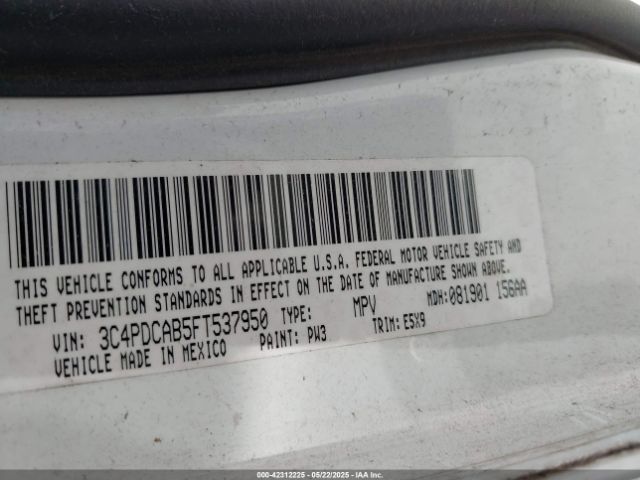 THIS VEHICLE CONFORMS TO ALL APPLICABLE U.S.A. FEDERAL MOTOR VEHICLE SAFETY AND
THEFT PREVENTION STANDARDS IN EFFECT ON THE DATE OF MANUFACTURE SHOWN ABOVE.
VIN: 3C4PDCAB5FT537950 TYPE: MPV MDH: 081901 156AA
VEHICLE MADE IN MEXICO PAINT: PW3 TRIM: E5X9
000-42312225 - 05/22/2025 - IAAI.COM